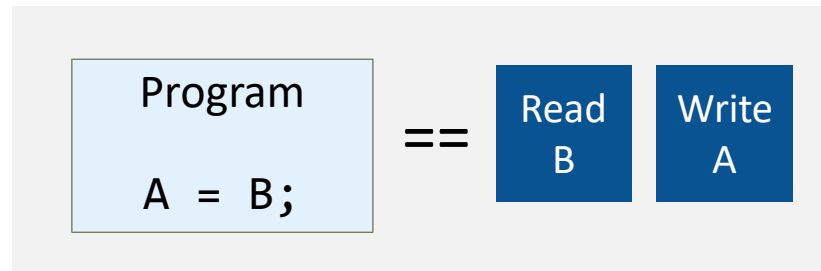 Program
A = B;
==
Read
B
Write
A